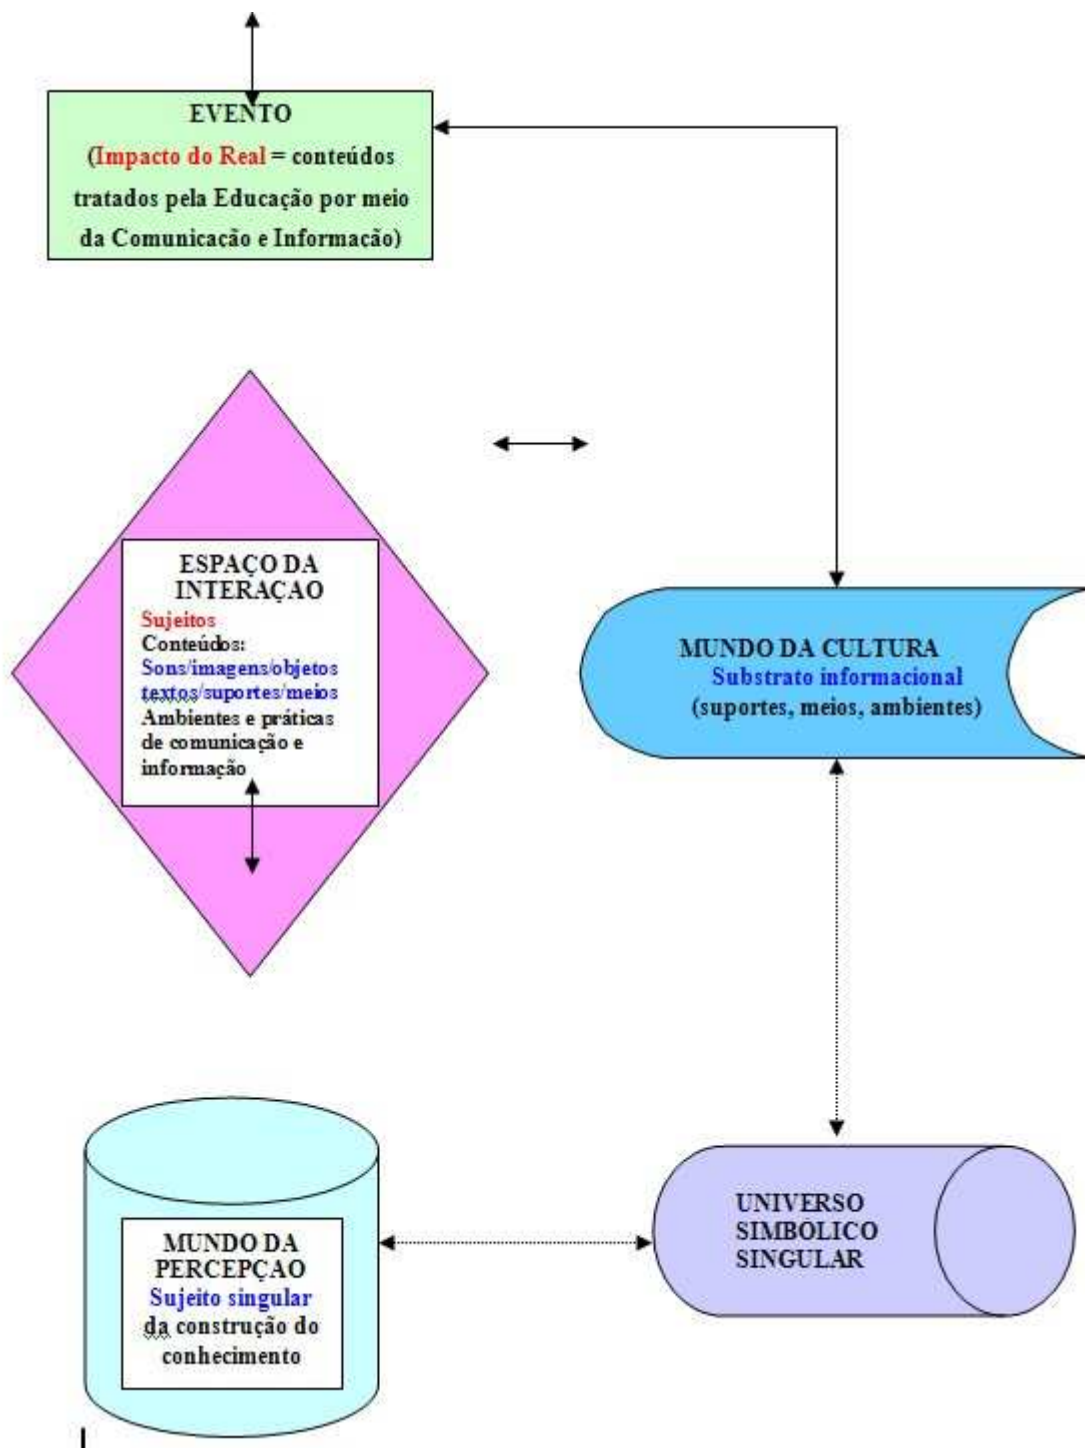 EVENTO
(Impacto do Real = conteúdos
tratados pela Educação por meio
da Comunicação e Informação)
ESPAÇO DA
INTERAÇAO
Sujeitos
Conteúdos:
Sons/imagens/objetos
textos/suportes/meios
Ambientes e práticas
de comunicação e
informação
MUNDO DA CULTURA
Substrato informacional
(suportes, meios, ambientes)
MUNDO DA
PERCEPÇAO
Sujeito singular
da construção do
conhecimento
UNIVERSO
SIMBÓLICO
SINGULAR